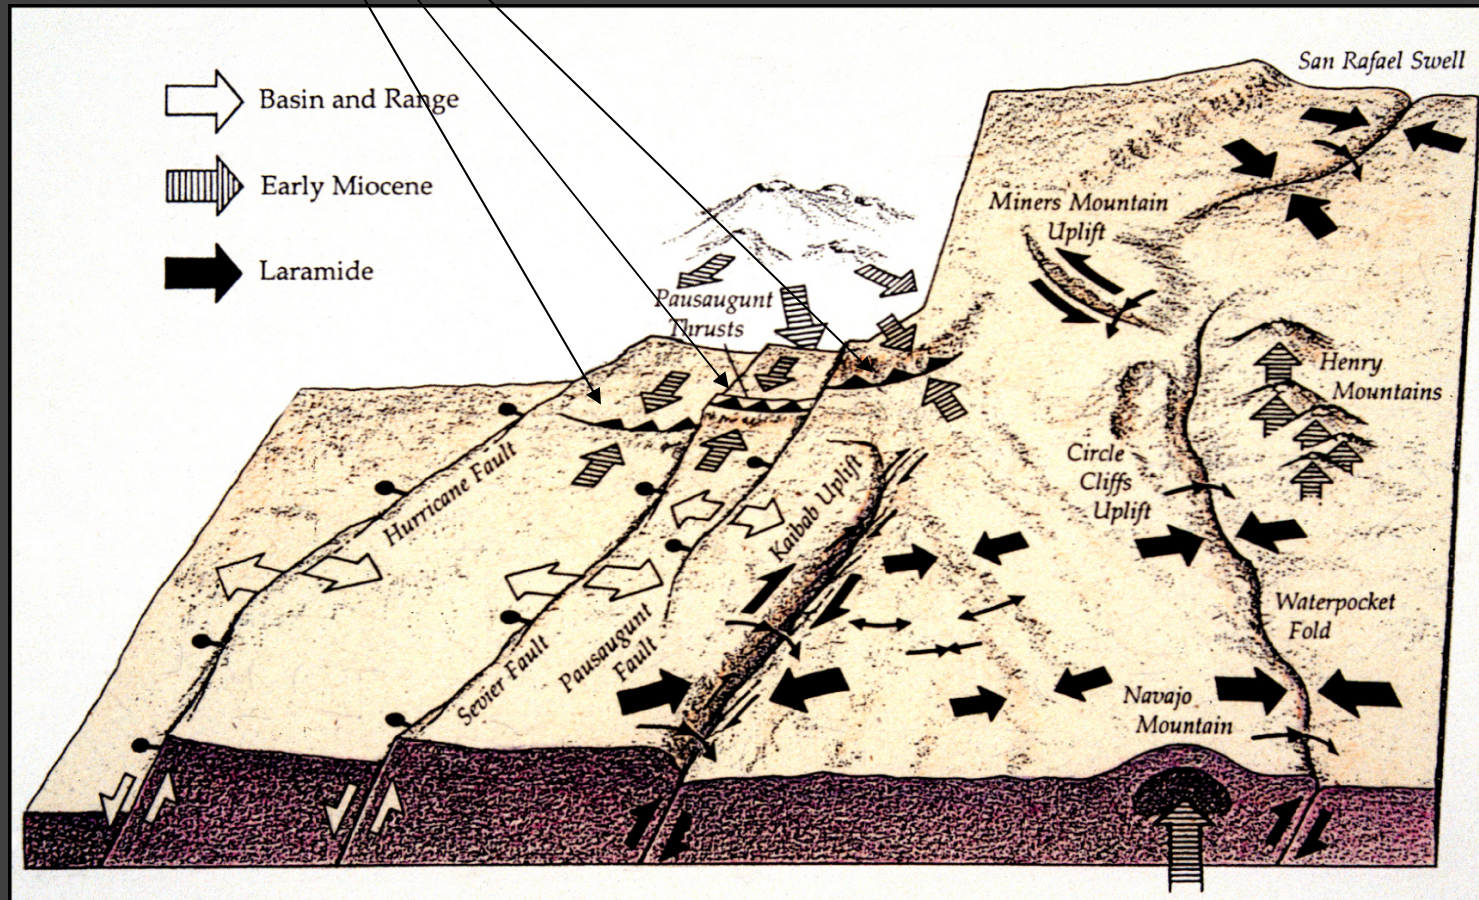 San Rafael Swell
Basin and Range
Early Miocene
Laramide
Miners Mountain
Uplift
Pausaugunt
Thrusts
Henry
Mountains
Hurricane Fault
Kaibab Uplift
Circle
Cliffs
Uplift
Waterpocket
Fold
Sevier Fault
Pausaugunt
Fault
Navajo
Mountain